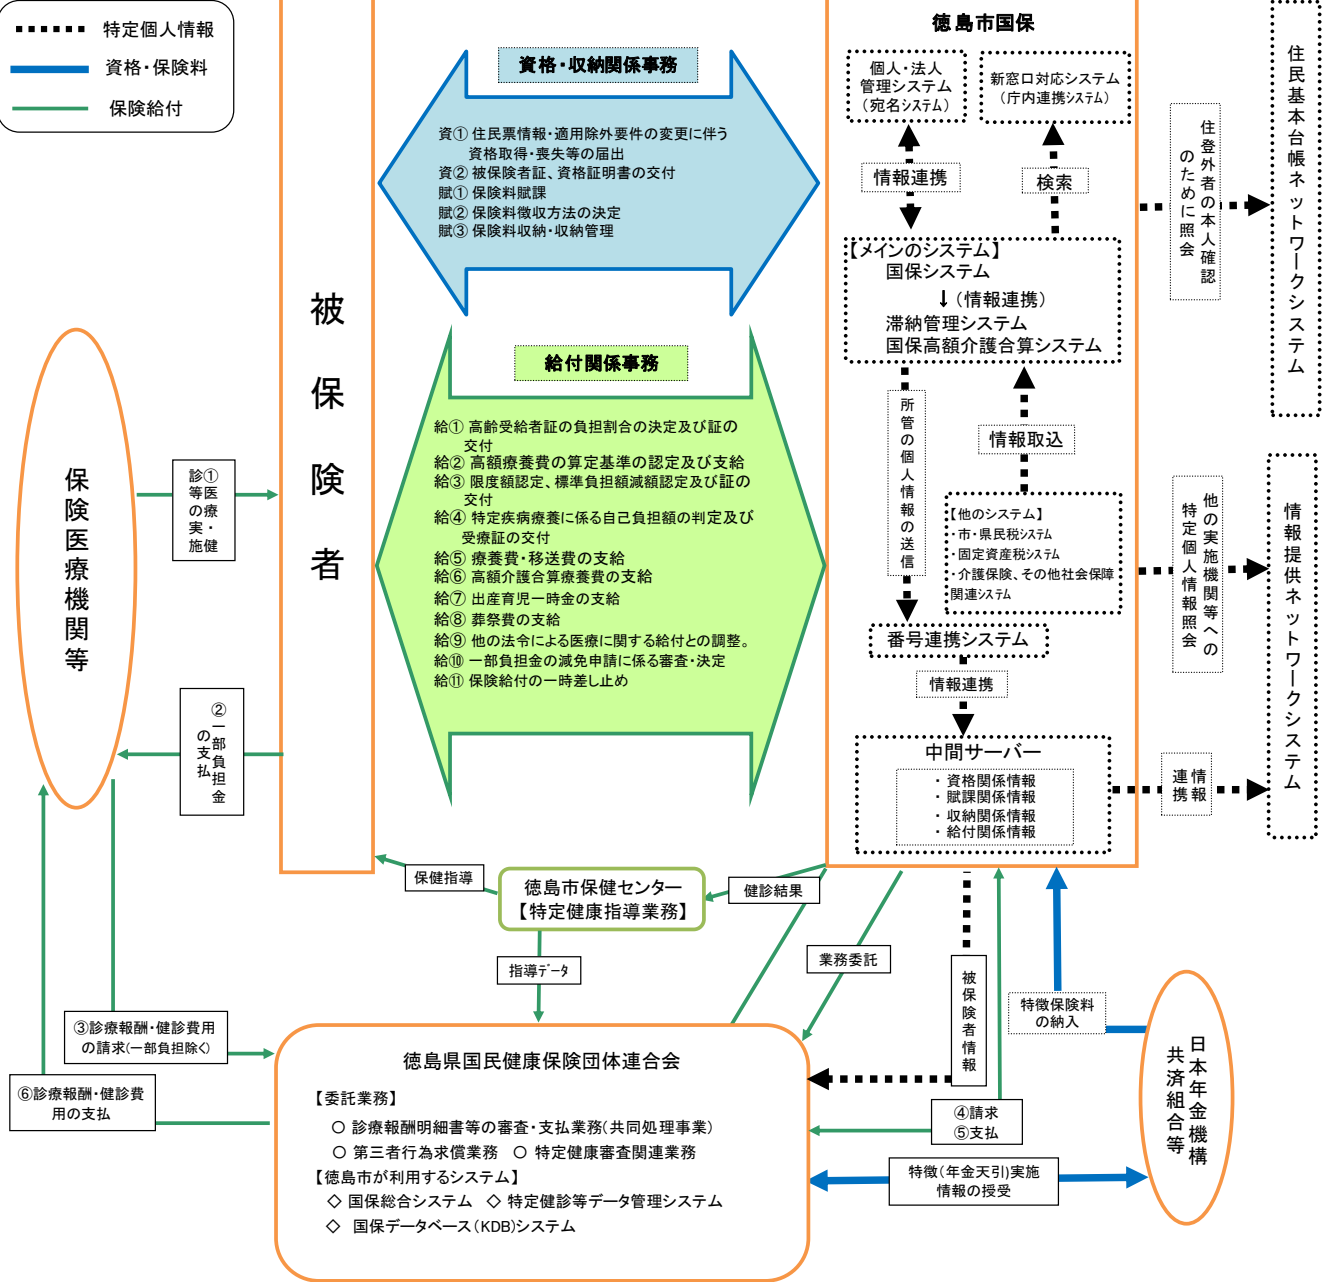 特定個人情報
資格・保険料
保険給付
被保険者
資格・収納関係事務
資① 住民票情報・適用除外要件の変更に伴う
資格取得・喪失等の届出
資② 被保険者証、資格証明書の交付
賦① 保険料賦課
賦② 保険料徴収方法の決定
賦③ 保険料収納・収納管理
給付関係事務
給① 高齢受給者証の負担割合の決定及び証の
交付
給② 高額療養費の算定基準の認定及び支給
給③ 限度額認定、標準負担額減額認定及び証の
交付
給④ 特定疾病療養に係る自己負担額の判定及び
受療証の交付
給⑤ 療養費・移送費の支給
給⑥ 高額介護合算療養費の支給
給⑦ 出産育児一時金の支給
給⑧ 葬祭費の支給
給⑨ 他の法令による医療に関する給付との調整。
給⑩ 一部負担金の減免申請に係る審査・決定
給⑪ 保険給付の一時差し止め
徳島市国保
個人・法人
管理システム
(宛名システム)
新窓口対応システム
(庁内連携システム)
情報連携
検索
【メインのシステム】
国保システム
↓(情報連携)
滞納管理システム
国保高額介護合算システム
所管の個人情報の送信
情報取込
【他のシステム】
・市・県民税システム
・固定資産税システム
・介護保険、その他社会保障
関連システム
番号連携システム
情報連携
中間サーバー
・資格関係情報
・賦課関係情報
・収納関係情報
・給付関係情報
住登外者の本人確認
のために照会
住民基本台帳ネットワークシステム
他の実施機関等への
特定個人情報照会
情報
連携
情報提供ネットワークシステム
保険医療機関等
①医療・健
診等の実施
②一部負担金
の支払
保健指導
徳島市保健センター
【特定健康指導業務】
健診結果
指導データ
業務委託
被保険者情報
特徴保険料
の納入
日本年金機構
共済組合等
③診療報酬・健診費用
の請求(一部負担除く)
⑥診療報酬・健診費
用の支払
④請求
⑤支払
特徴(年金天引)実施
情報の授受
徳島県国民健康保険団体連合会
【委託業務】
○ 診療報酬明細書等の審査・支払業務(共同処理事業)
○ 第三者行為求償業務 ○ 特定健康審査関連業務
【徳島市が利用するシステム】
◇ 国保総合システム ◇ 特定健診等データ管理システム
◇ 国保データベース(KDB)システム